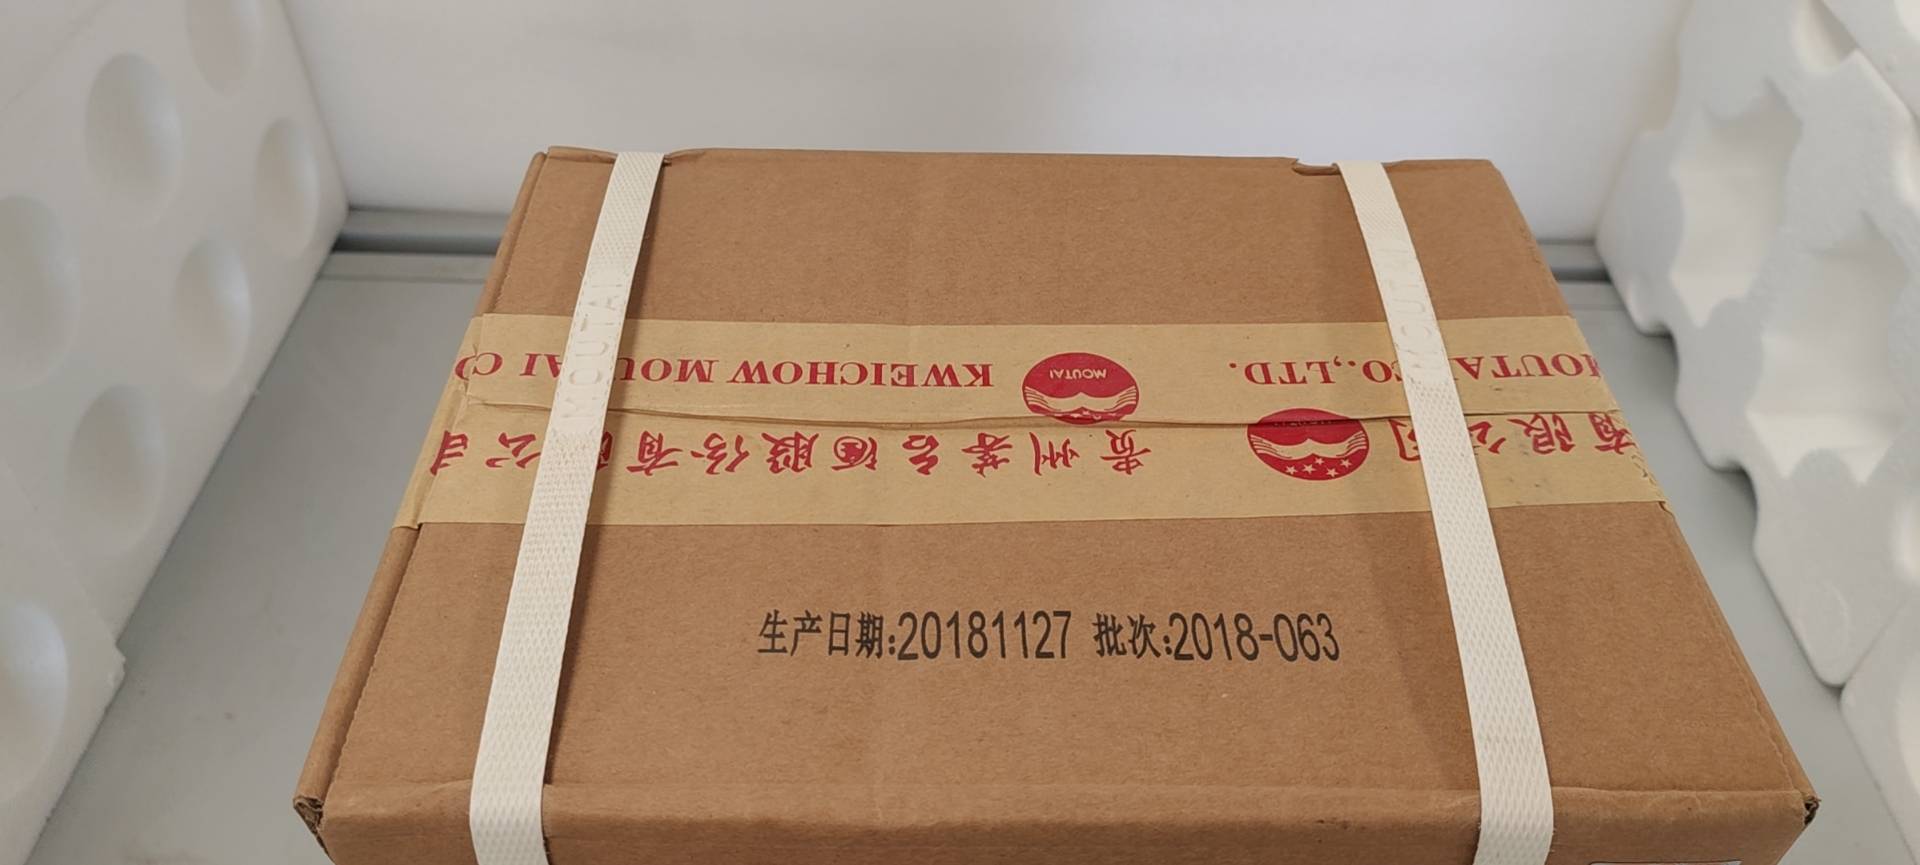 MOUTAI
MOUTAI CO.,LTD.
MOUTAI
KWEICHOW MOUTAI CO
有限公司
贵州茅台酒股份有限公司
生产日期:20181127 批次:2018-063